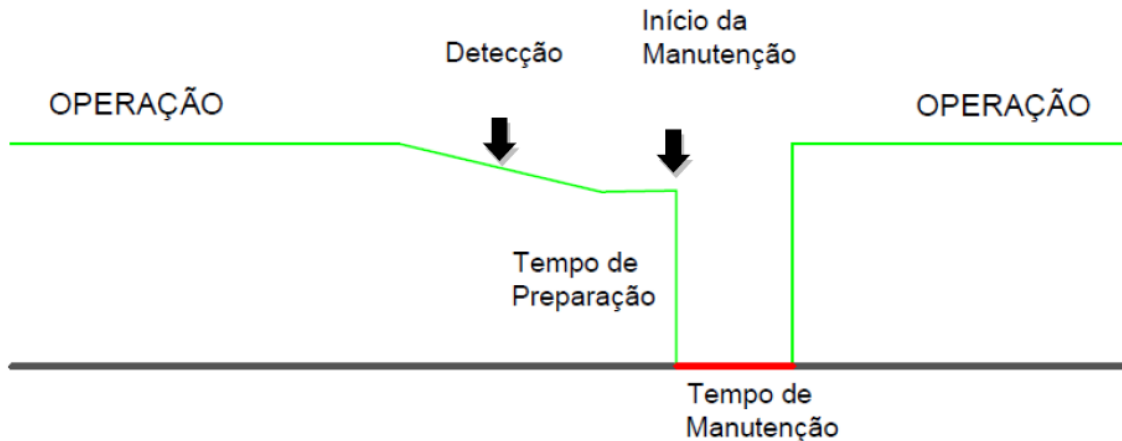 Início da
Manutenção
Detecção
OPERAÇÃO
OPERAÇÃO
Tempo de
Preparação
Tempo de
Manutenção